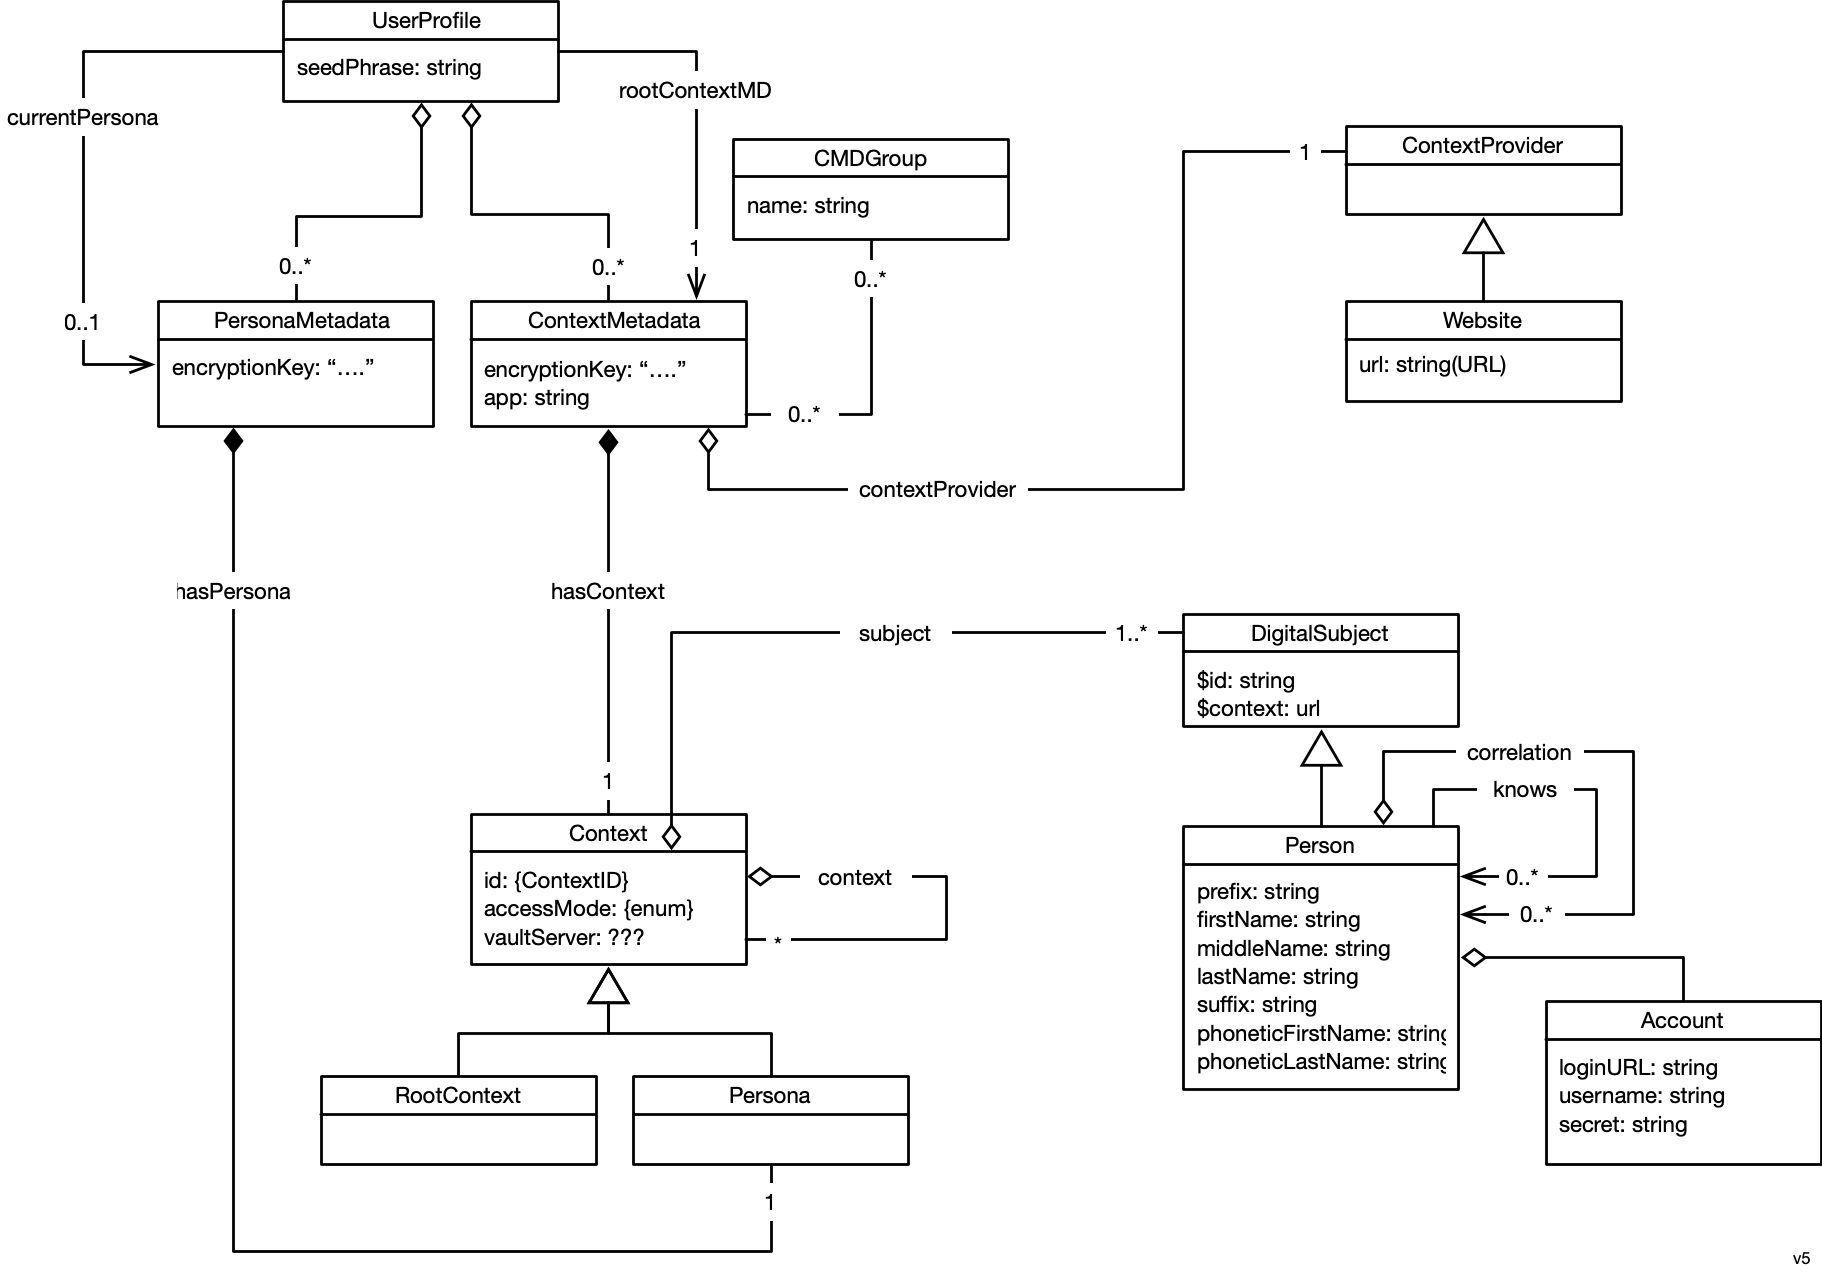 UserProfile
seedPhrase: string
currentPersona
rootContextMD
CMDGroup
name: string
ContextProvider
1
1
0..*
0..*
0..*
0..1
PersonaMetadata
encryptionKey: “....”
ContextMetadata
encryptionKey: “....”
app: string
0..*
Website
url: string(URL)
contextProvider
hasPersona
hasContext
subject
1..*
DigitalSubject
$id: string
$context: url
1
correlation
knows
0..*
0..*
Context
id: {ContextID}
accessMode: {enum}
vaultServer: ???
context
*
Person
prefix: string
firstName: string
middleName: string
lastName: string
suffix: string
phoneticFirstName: string
phoneticLastName: string
Account
loginURL: string
username: string
secret: string
RootContext
Persona
1
v5